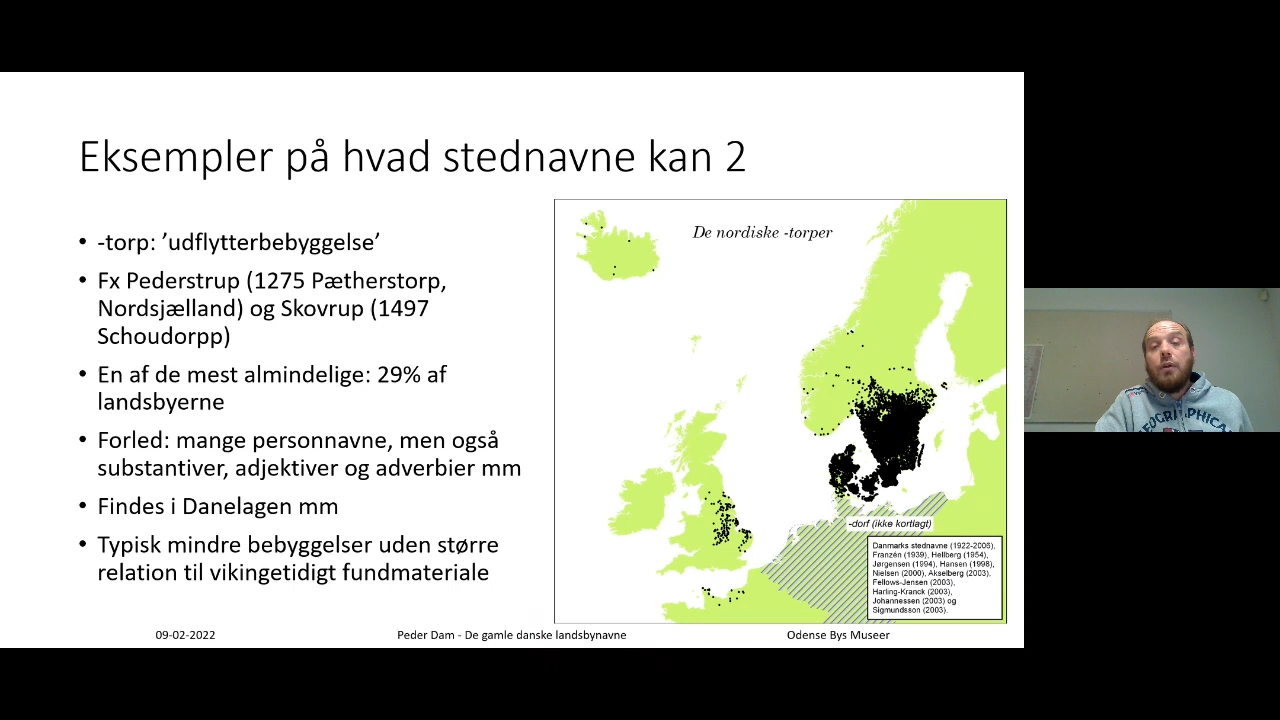 Eksempler på hvad stednavne kan 2
• -torp: ’udflytterbebyggelse’
• Fx Pederstrup (1275 Pætherstorp,
Nordsjælland) og Skovrup (1497
Schoudorpp)
• En af de mest almindelige: 29% af
landsbyerne
• Forled: mange personnavne, men også
substantiver, adjektiver og adverbier mm
• Findes i Danelagen mm
• Typisk mindre bebyggelser uden større
relation til vikingetidigt fundmateriale
De nordiske -torper
-dorf (ikke kortlagt)
Danmarks stednavne (1922-2006),
Franzén (1939), Hellberg (1954),
Jørgensen (1994), Hansen (1998),
Nielsen (2000), Akselberg (2003),
Fellows-Jensen (2003),
Harling-Kranck (2003),
Johannessen (2003) og
Sigmundsson (2003).
09-02-2022
Peder Dam - De gamle danske landsbynavne
Odense Bys Museer